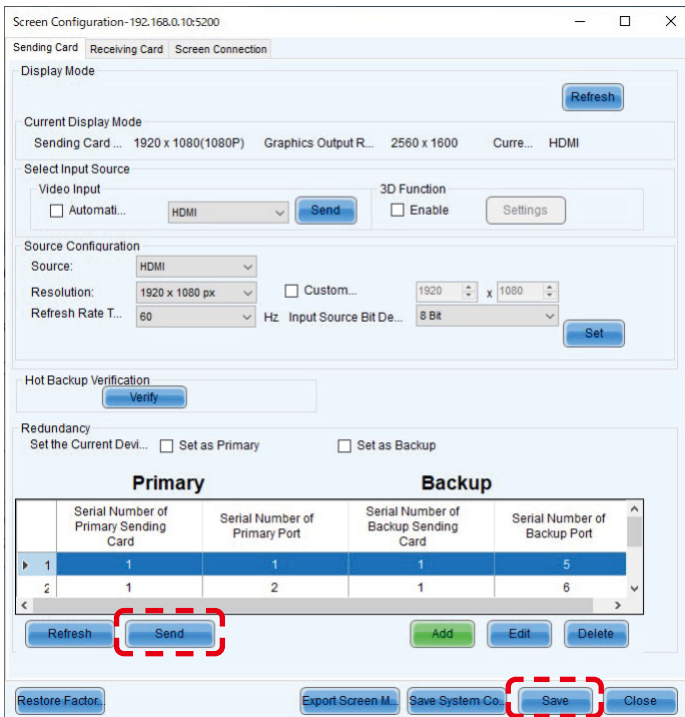 Screen Configuration-192.168.0.10:5200
Sending Card Receiving Card Screen Connection
Display Mode
Refresh
Current Display Mode
Sending Card ... 1920 x 1080(1080P) Graphics Output R... 2560 x 1600 Curre... HDMI
Select Input Source
Video Input 3D Function
Automati... HDMI Send Enable Settings
Source Configuration
Source: HDMI
Resolution: 1920 x 1080 px Custom... 1920 x 1080
Refresh Rate T... 60 Hz Input Source Bit De... 8 Bit
Set
Hot Backup Verification
Verify
Redundancy
Set the Current Devi... Set as Primary Set as Backup
Primary Backup
Serial Number of Primary Sending Card Serial Number of Primary Port Serial Number of Backup Sending Card Serial Number of Backup Port
1 1 1 1 5
2 1 2 1 6
Refresh Send Add Edit Delete
Restore Factor... Export Screen M... Save System Co... Save Close